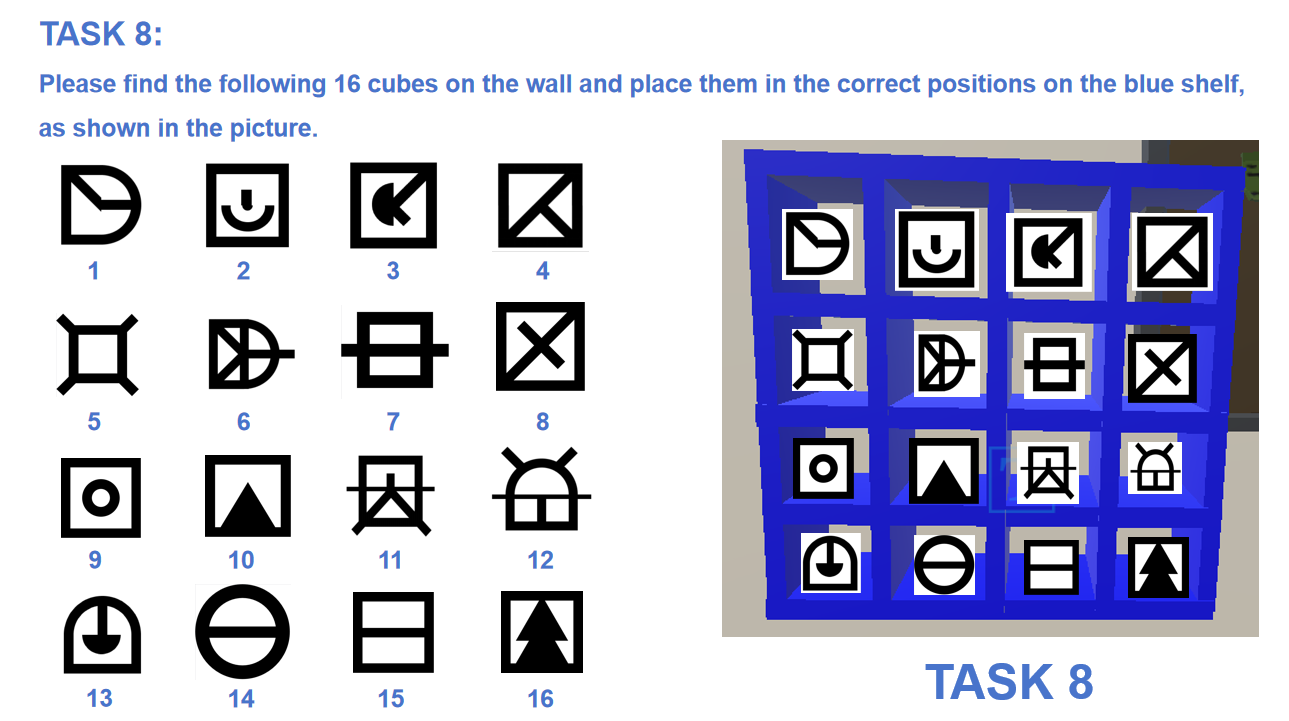 TASK 8:
Please find the following 16 cubes on the wall and place them in the correct positions on the blue shelf,
as shown in the picture.
1 2 3 4
5 6 7 8
9 10 11 12
13 14 15 16
TASK 8